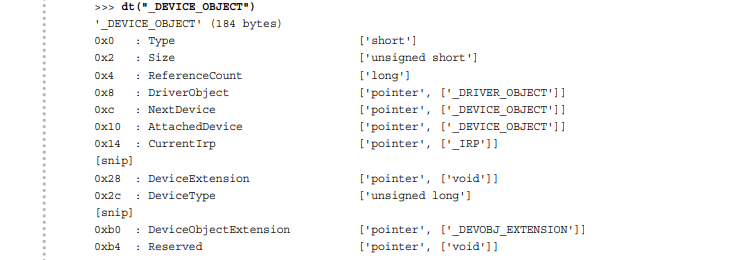 >>> dt("_DEVICE_OBJECT")
'_DEVICE_OBJECT' (184 bytes)
0x0 : Type ['short']
0x2 : Size ['unsigned short']
0x4 : ReferenceCount ['long']
0x8 : DriverObject ['pointer', ['_DRIVER_OBJECT']]
0xc : NextDevice ['pointer', ['_DEVICE_OBJECT']]
0x10 : AttachedDevice ['pointer', ['_DEVICE_OBJECT']]
0x14 : CurrentIrp ['pointer', ['_IRP']]
[snip]
0x28 : DeviceExtension ['pointer', ['void']]
0x2c : DeviceType ['unsigned long']
[snip]
0xb0 : DeviceObjectExtension ['pointer', ['_DEVOBJ_EXTENSION']]
0xb4 : Reserved ['pointer', ['void']]